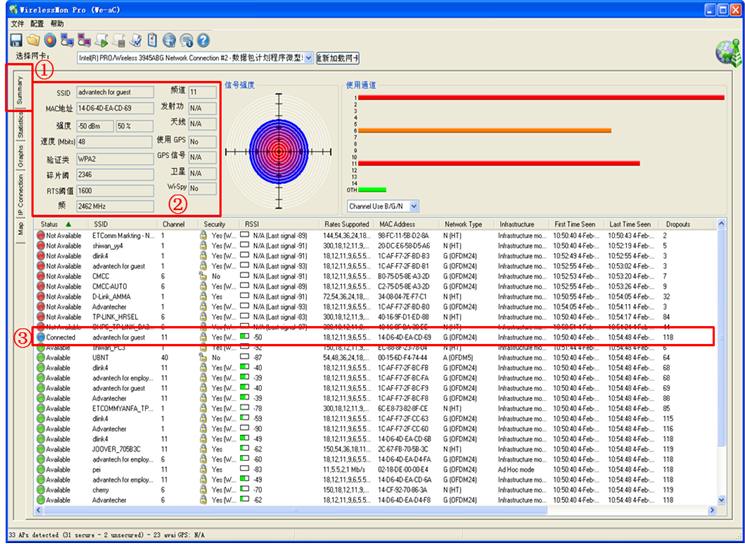 WirelessMon Pro (We-mC)
文件 配置 帮助
选择网卡: Intel(R) PRO/Wireless 3945ABG Network Connection #2 - 数据包计划程序微型! 重新加载网卡
①
Summary
Statistics
Graphs
IP Connection
Map
SSID advantech for guest 频道 11
MAC地址 14-D6-4D-EA-CD-69 发射功 N/A
强度 -50 dBm 50 % 天线 N/A
速度 (Mbits) 48 使用 GPS No
验证类 WPA2 GPS 信号 N/A
碎片阈 2346 卫星 N/A
RTS阈值 1600 Wi-Spy No
频 2462 MHz
②
信号强度
使用通道
1
2
3
4
5
6
7
8
9
10
11
12
13
14
OTH
Channel Use B/G/N
Status SSID Channel Security RSSI Rates Supported MAC Address Network Type Infrastructure First Time Seen Last Time Seen Dropouts
Not Available ETComm Markting - N... 1 Yes (W... N/A (Last signal -89) 144,54,36,24,18... 98-FC-11-5B-D2-8A N (HT) Infrastructure mo... 10:50:43 4-Feb-... 10:50:43 4-Feb-... 2
Not Available shiwan_yy4 1 Yes (W... N/A (Last signal -91) 300,18,12,11,9,... 20-DC-E6-58-D5-A6 N (HT) Infrastructure mo... 10:50:43 4-Feb-... 10:52:19 4-Feb-... 5
Not Available dlink4 1 Yes (W... N/A (Last signal -91) 18,12,11,9,6,5.5... 1C-AF-F7-2F-BD-B3 G (OFDM24) Infrastructure mo... 10:50:49 4-Feb-... 10:52:55 4-Feb-... 3
Not Available advantech for guest 1 Yes (W... N/A (Last signal -93) 18,12,11,9,6,5.5... 1C-AF-F7-2F-BD-B1 G (OFDM24) Infrastructure mo... 10:52:55 4-Feb-... 10:53:02 4-Feb-... 3
Not Available CMCC 6 No N/A (Last signal -91) 18,12,11,9,6,5.5... B0-75-D5-8E-A3-2D G (OFDM24) Infrastructure mo... 10:52:55 4-Feb-... 10:53:20 4-Feb-... 7
Not Available CMCC-AUTO 6 Yes (W... N/A (Last signal -90) 18,12,11,9,6,5.5... C2-75-D5-8E-A3-2D G (OFDM24) Infrastructure mo... 10:52:55 4-Feb-... 10:53:26 4-Feb-... 9
Not Available D-Link_AMMA 1 Yes N/A (Last signal -91) 72,54,36,24,18,... 34-08-04-7E-F7-C1 N (HT) Infrastructure mo... 10:50:55 4-Feb-... 10:54:05 4-Feb-... 32
Not Available Advantecher 1 Yes (W... N/A (Last signal -91) 18,12,11,9,6,5.5... 1C-AF-F7-2F-BD-B0 G (OFDM24) Infrastructure mo... 10:54:05 4-Feb-... 10:54:11 4-Feb-... 3
Not Available TP-LINK_HRSEL 6 Yes (W... N/A (Last signal -83) 300,18,12,11,9,... 40-16-9F-D1-ED-88 N (HT) Infrastructure mo... 10:50:40 4-Feb-... 10:54:17 4-Feb-... 84
③
Connected advantech for guest 11 Yes (W... -50 18,12,11,9,6,5.5... 14-D6-4D-EA-CD-69 G (OFDM24) Infrastructure mo... 10:50:40 4-Feb-... 10:54:48 4-Feb-... 118
Available UBNT 40 No -87 54,48,36,24,18,... 00-15-6D-F4-74-44 A (OFDM5) Infrastructure mo... 10:50:40 4-Feb-... 10:54:48 4-Feb-... 64
Available dlink4 11 Yes (W... -40 18,12,11,9,6,5.5... 1C-AF-F7-2F-BC-FB G (OFDM24) Infrastructure mo... 10:50:40 4-Feb-... 10:54:48 4-Feb-... 68
Available advantech for employ... 11 Yes (W... -39 18,12,11,9,6,5.5... 1C-AF-F7-2F-BC-FA G (OFDM24) Infrastructure mo... 10:50:40 4-Feb-... 10:54:48 4-Feb-... 68
Available advantech for guest 11 Yes (W... -39 18,12,11,9,6,5.5... 1C-AF-F7-2F-BC-F9 G (OFDM24) Infrastructure mo... 10:50:40 4-Feb-... 10:54:48 4-Feb-... 69
Available Advantecher 11 Yes (W... -40 18,12,11,9,6,5.5... 1C-AF-F7-2F-BC-F8 G (OFDM24) Infrastructure mo... 10:50:40 4-Feb-... 10:54:48 4-Feb-... 88
Available ETCOMMYANFA_TP... 1 Yes (W... -78 300,18,12,11,9,... 6C-E8-73-82-8F-CE N (HT) Infrastructure mo... 10:50:40 4-Feb-... 10:54:48 4-Feb-... 85
Available dlink4 1 Yes (W... -59 18,12,11,9,6,5.5... 1C-AF-F7-2F-CC-63 G (OFDM24) Infrastructure mo... 10:50:40 4-Feb-... 10:54:48 4-Feb-... 115
Available Advantecher 1 Yes (W... -90 18,12,11,9,6,5.5... 1C-AF-F7-2F-CC-60 G (OFDM24) Infrastructure mo... 10:50:40 4-Feb-... 10:54:48 4-Feb-... 116
Available dlink4 11 Yes (W... -49 18,12,11,9,6,5.5... 14-D6-4D-EA-CD-6B G (OFDM24) Infrastructure mo... 10:50:40 4-Feb-... 10:54:48 4-Feb-... 118
Available JOOVER_705B3C 11 Yes (W... -62 150,54,36,18,11... 2C-67-FB-70-5B-3C N (HT) Infrastructure mo... 10:50:40 4-Feb-... 10:54:48 4-Feb-... 119
Available advantech for employ... 6 Yes (W... -60 18,12,11,9,6,5.5... 14-D6-4D-EA-D4-FA G (OFDM24) Infrastructure mo... 10:50:40 4-Feb-... 10:54:48 4-Feb-... 118
Available pei 11 Yes -83 11,5.5,2,1 Mb/s 02-18-DE-00-00-E4 G (OFDM24) Ad Hoc mode 10:50:40 4-Feb-... 10:54:48 4-Feb-... 118
Available advantech for employ... 11 Yes (W... -49 18,12,11,9,6,5.5... 14-D6-4D-EA-CD-6A G (OFDM24) Infrastructure mo... 10:50:40 4-Feb-... 10:54:48 4-Feb-... 118
Available cherry 6 Yes (W... -70 150,18,12,11,9,... 14-CF-92-70-86-3A N (HT) Infrastructure mo... 10:50:40 4-Feb-... 10:54:48 4-Feb-... 119
Available Advantecher 6 Yes (W... -62 18,12,11,9,6,5.5... 14-D6-4D-EA-D4-F8 G (OFDM24) Infrastructure mo... 10:50:40 4-Feb-... 10:54:48 4-Feb-... 118
33 APs detected (31 secure - 2 unsecured) - 23 avai GPS: N/A